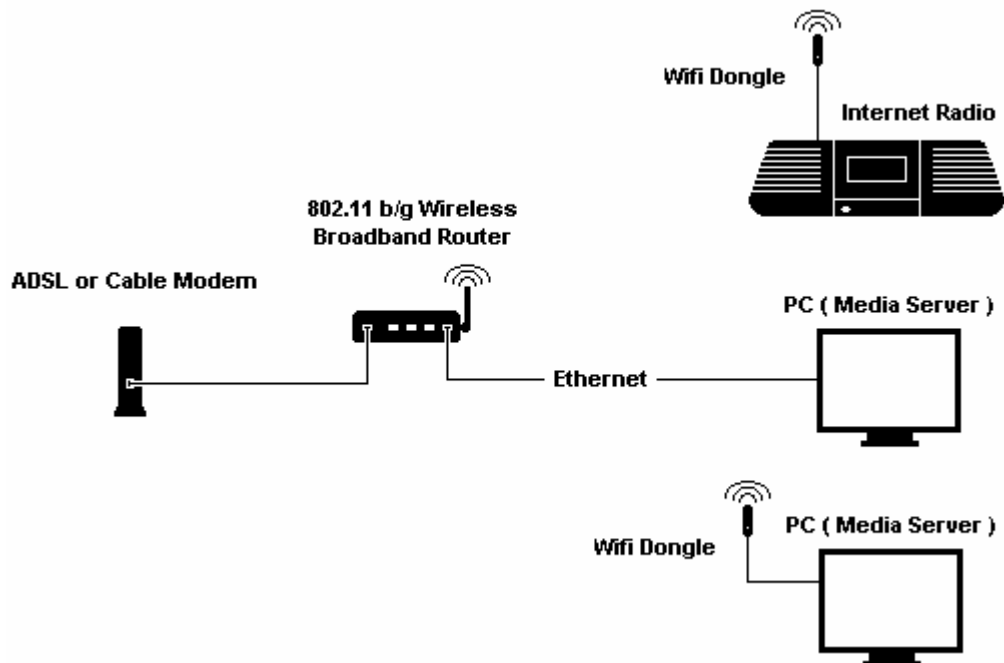 Wifi Dongle
Internet Radio
802.11 b/g Wireless
Broadband Router
ADSL or Cable Modem
PC ( Media Server )
Ethernet
PC ( Media Server )
Wifi Dongle